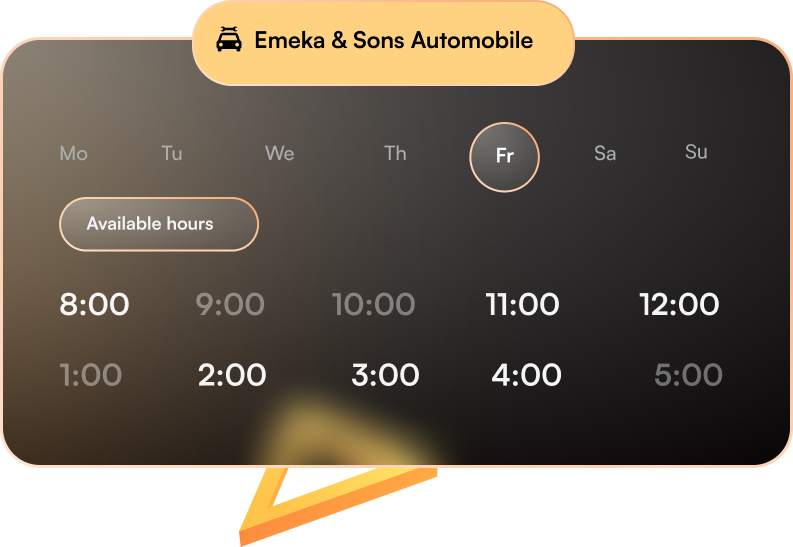 Emeka & Sons Automobile
Mo Tu We Th Fr Sa Su
Available hours
8:00 9:00 10:00 11:00 12:00
1:00 2:00 3:00 4:00 5:00